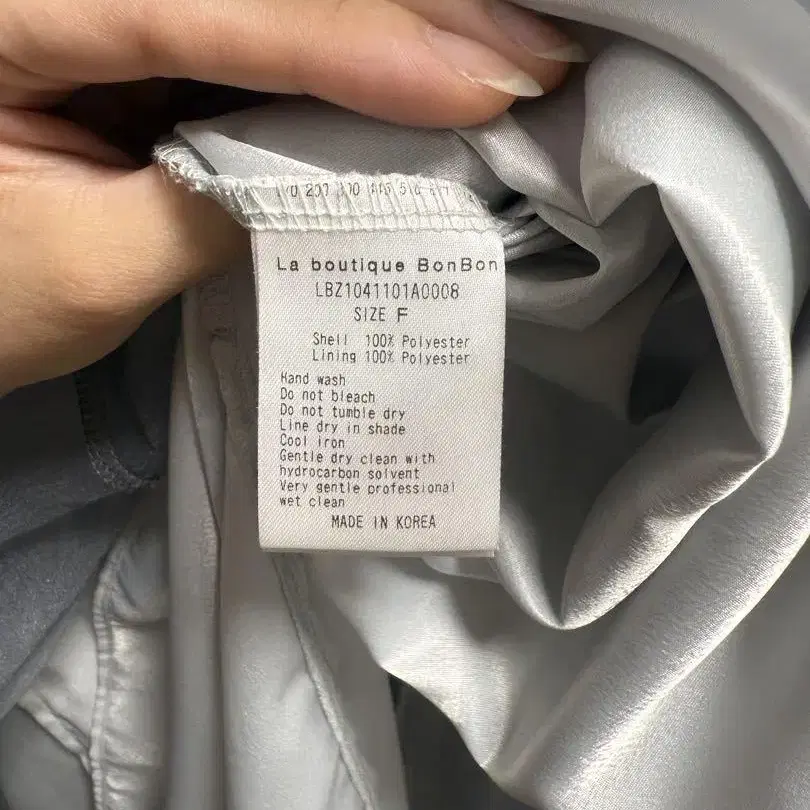 La boutique BonBon
LBZ1041101A0008
SIZE F
Shell 100% Polyester
Lining 100% Polyester
Hand wash
Do not bleach
Do not tumble dry
Line dry in shade
Cool iron
Gentle dry clean with
hydrocarbon solvent
Very gentle professional
wet clean
MADE IN KOREA